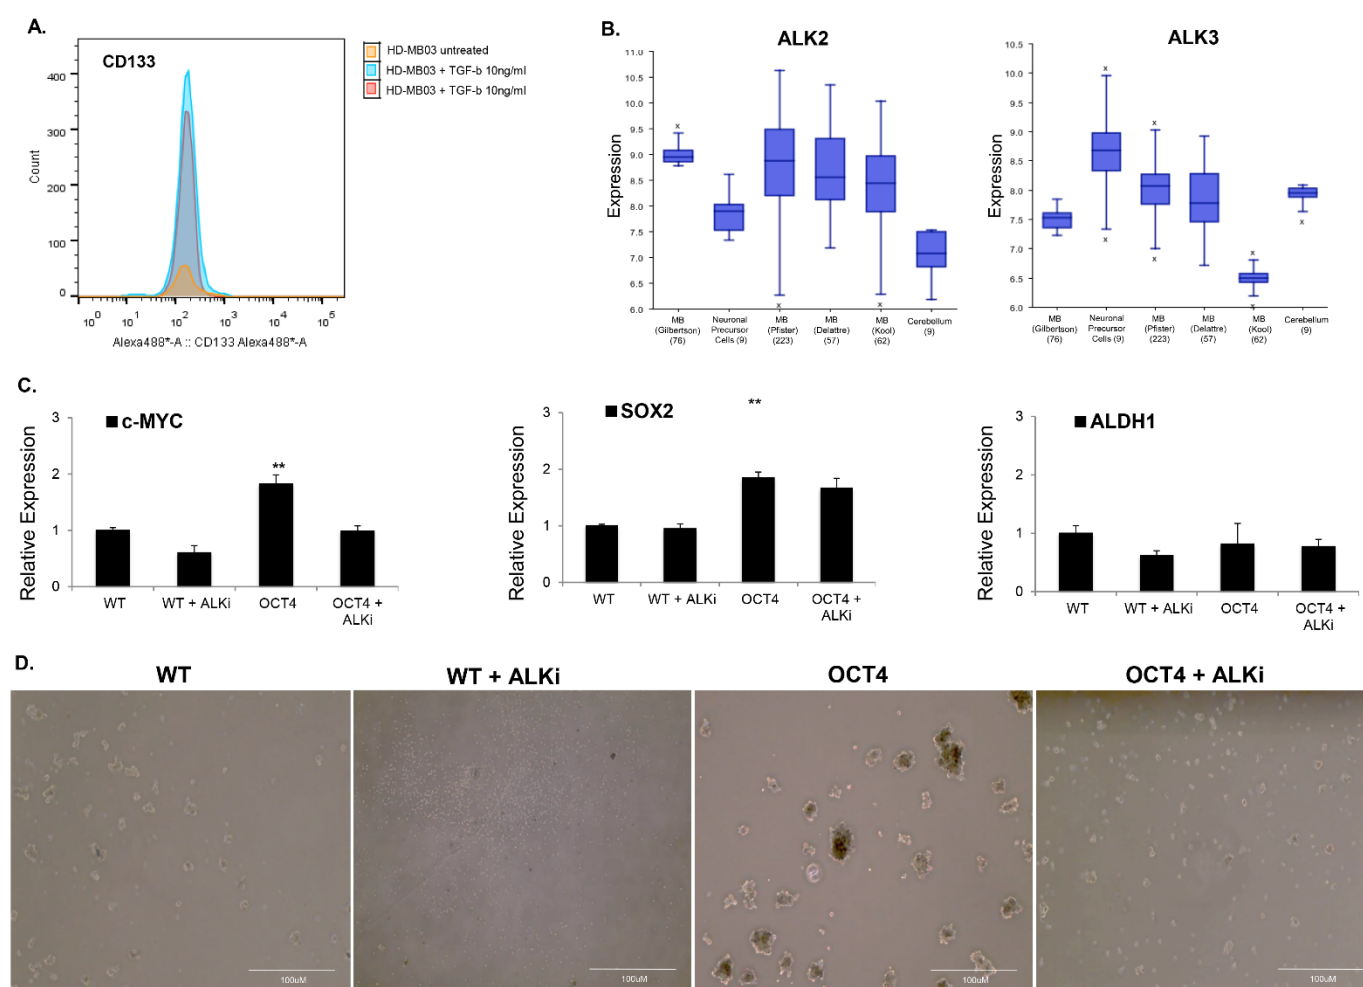 A.
CD133
HD-MB03 untreated
HD-MB03 + TGF-b 10ng/ml
HD-MB03 + TGF-b 10ng/ml
400
300
200
100
0
Count
10^0 10^1 10^2 10^3 10^4 10^5
Alexa488*-A :: CD133 Alexa488*-A
B.
ALK2
11.0
10.5
10.0
9.5
9.0
8.5
8.0
7.5
7.0
6.5
6.0
Expression
x
x
x
MB (Gilbertson) (76)
Neuronal Precursor Cells (9)
MB (Pfister) (223)
MB (Delattre) (57)
MB (Kool) (62)
Cerebellum (9)
ALK3
10.5
10.0
9.5
9.0
8.5
8.0
7.5
7.0
6.5
6.0
Expression
x
x
x
x
x
x
x
MB (Gilbertson) (76)
Neuronal Precursor Cells (9)
MB (Pfister) (223)
MB (Delattre) (57)
MB (Kool) (62)
Cerebellum (9)
C.
c-MYC
3
2
1
0
Relative Expression
**
WT
WT + ALKi
OCT4
OCT4 + ALKi
SOX2
3
2
1
0
Relative Expression
**
WT
WT + ALKi
OCT4
OCT4 + ALKi
ALDH1
3
2
1
0
Relative Expression
WT
WT + ALKi
OCT4
OCT4 + ALKi
D.
WT
WT + ALKi
OCT4
OCT4 + ALKi
100uM
100uM
100uM
100uM